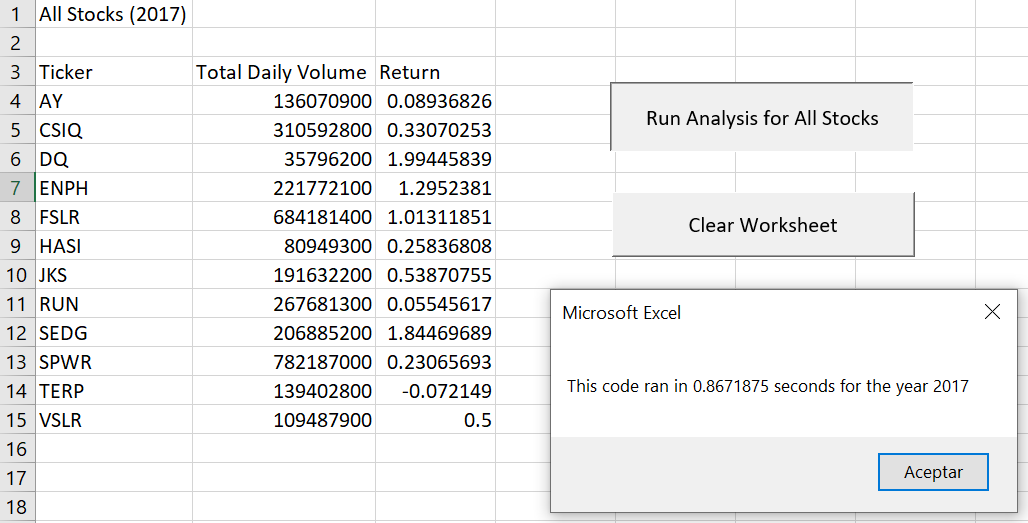 1 All Stocks (2017)
2
3 Ticker Total Daily Volume Return
4 AY 136070900 0.08936826
5 CSIQ 310592800 0.33070253
6 DQ 35796200 1.99445839
7 ENPH 221772100 1.2952381
8 FSLR 684181400 1.01311851
9 HASI 80949300 0.25836808
10 JKS 191632200 0.53870755
11 RUN 267681300 0.05545617
12 SEDG 206885200 1.84469689
13 SPWR 782187000 0.23065693
14 TERP 139402800 -0.072149
15 VSLR 109487900 0.5
16
17
18
Run Analysis for All Stocks
Clear Worksheet
Microsoft Excel
This code ran in 0.8671875 seconds for the year 2017
Aceptar